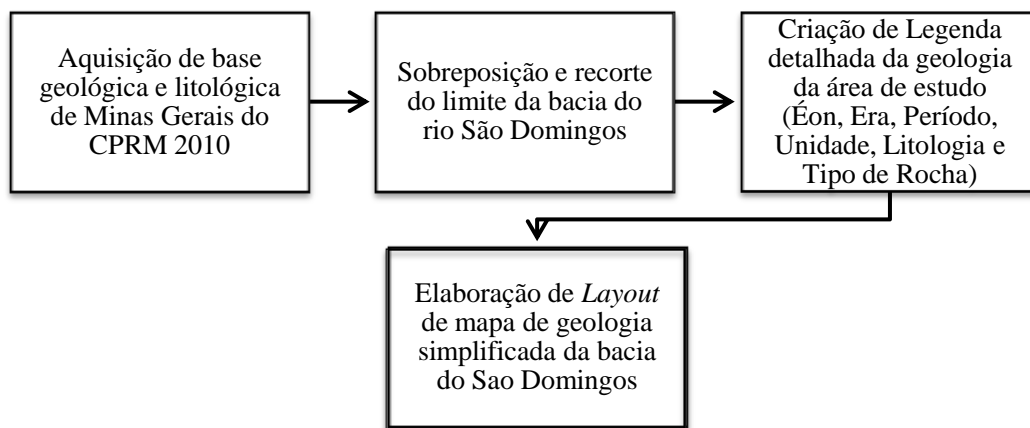 Aquisição de base
geológica e litológica
de Minas Gerais do
CPRM 2010
Sobreposição e recorte
do limite da bacia do
rio São Domingos
Criação de Legenda
detalhada da geologia
da área de estudo
(Éon, Era, Período,
Unidade, Litologia e
Tipo de Rocha)
Elaboração de Layout
de mapa de geologia
simplificada da bacia
do Sao Domingos